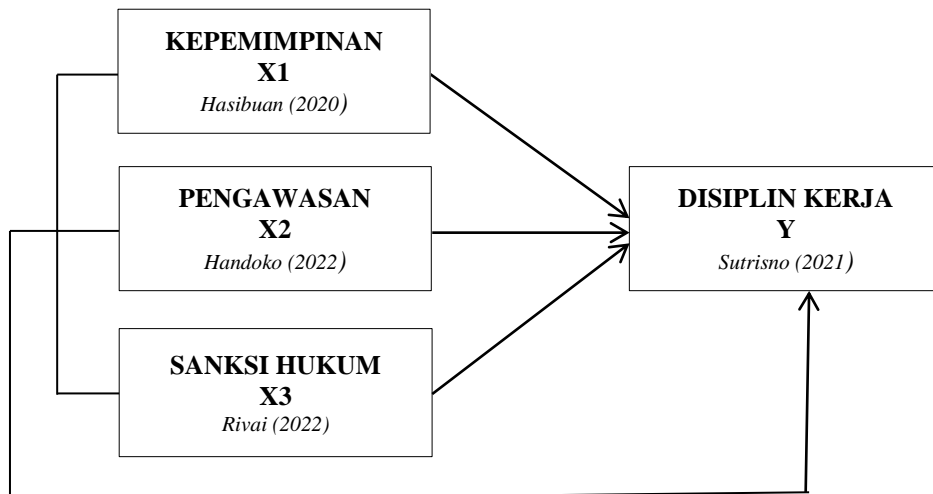 KEPEMIMPINAN
X1
Hasibuan (2020)
PENGAWASAN
X2
Handoko (2022)
SANKSI HUKUM
X3
Rivai (2022)
DISIPLIN KERJA
Y
Sutrisno (2021)